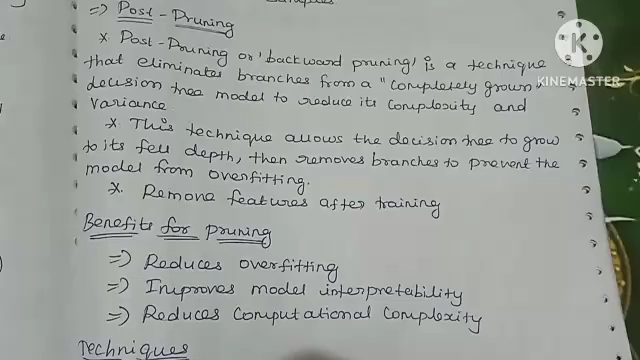 Samples
=> Post - Pruning
* Post-Pruning or 'backward pruning' is a technique
that eliminates branches from a "completely grown"
decision tree model to reduce its complexity and
variance
* This technique allows the decision tree to grow
to its full depth, then removes branches to prevent the
model from overfitting.
*. Remove features after training
Benefits for pruning
=> Reduces overfitting
=> Improves model interpretability
=> Reduces computational complexity
Techniques
KINEMASTER